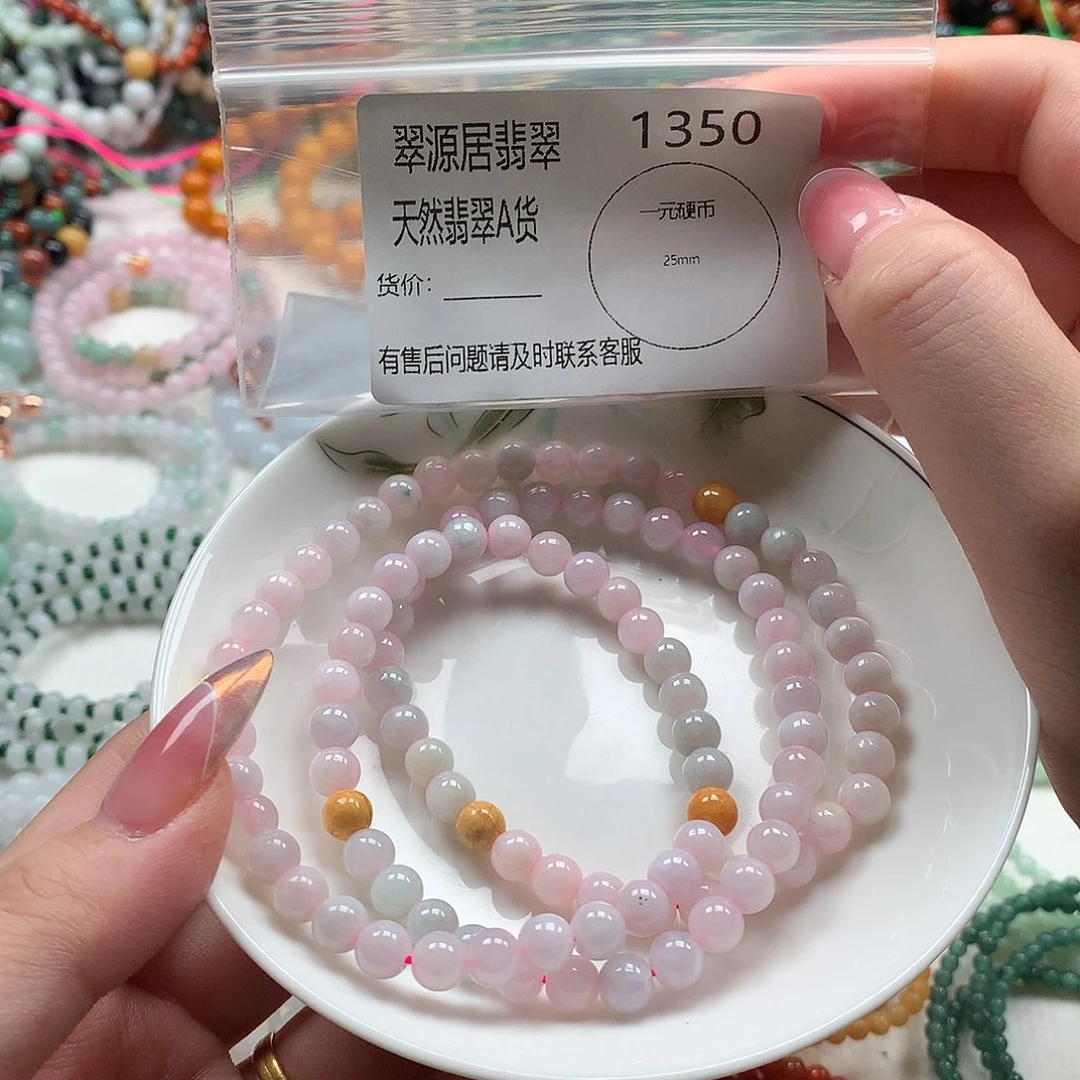 翠源居翡翠
1350
天然翡翠A货
一元硬币
25mm
货价：
有售后问题请及时联系客服